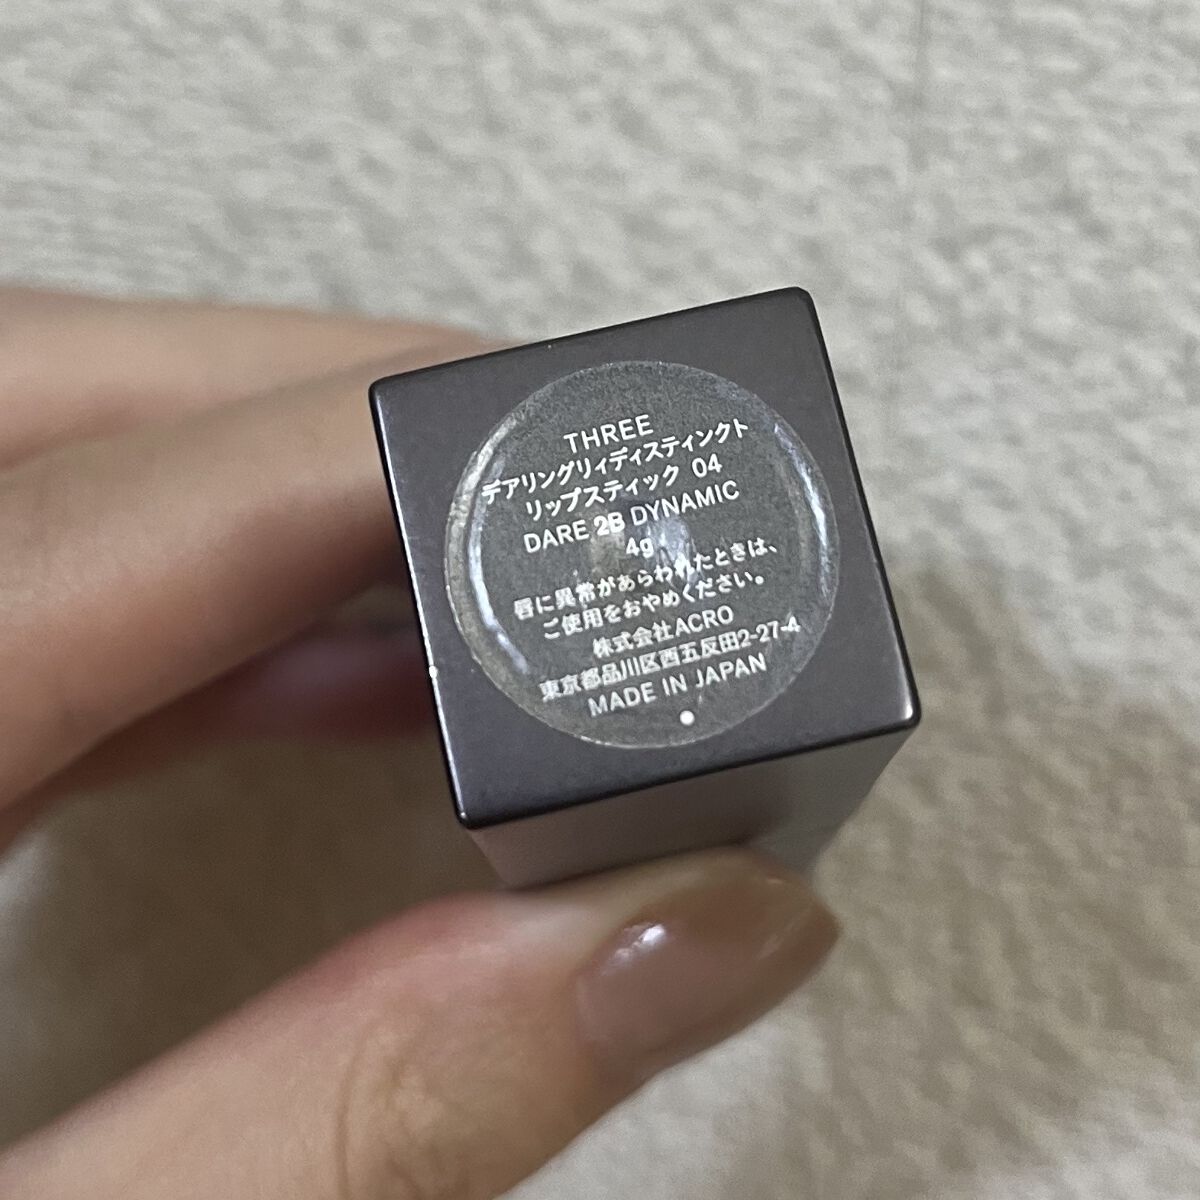 THREE
デアリングリィディスティンクト
リップスティック 04
DARE 2B DYNAMIC
4g
唇に異常があらわれたときは、
ご使用をおやめください。
株式会社ACRO
東京都品川区西五反田2-27-4
MADE IN JAPAN